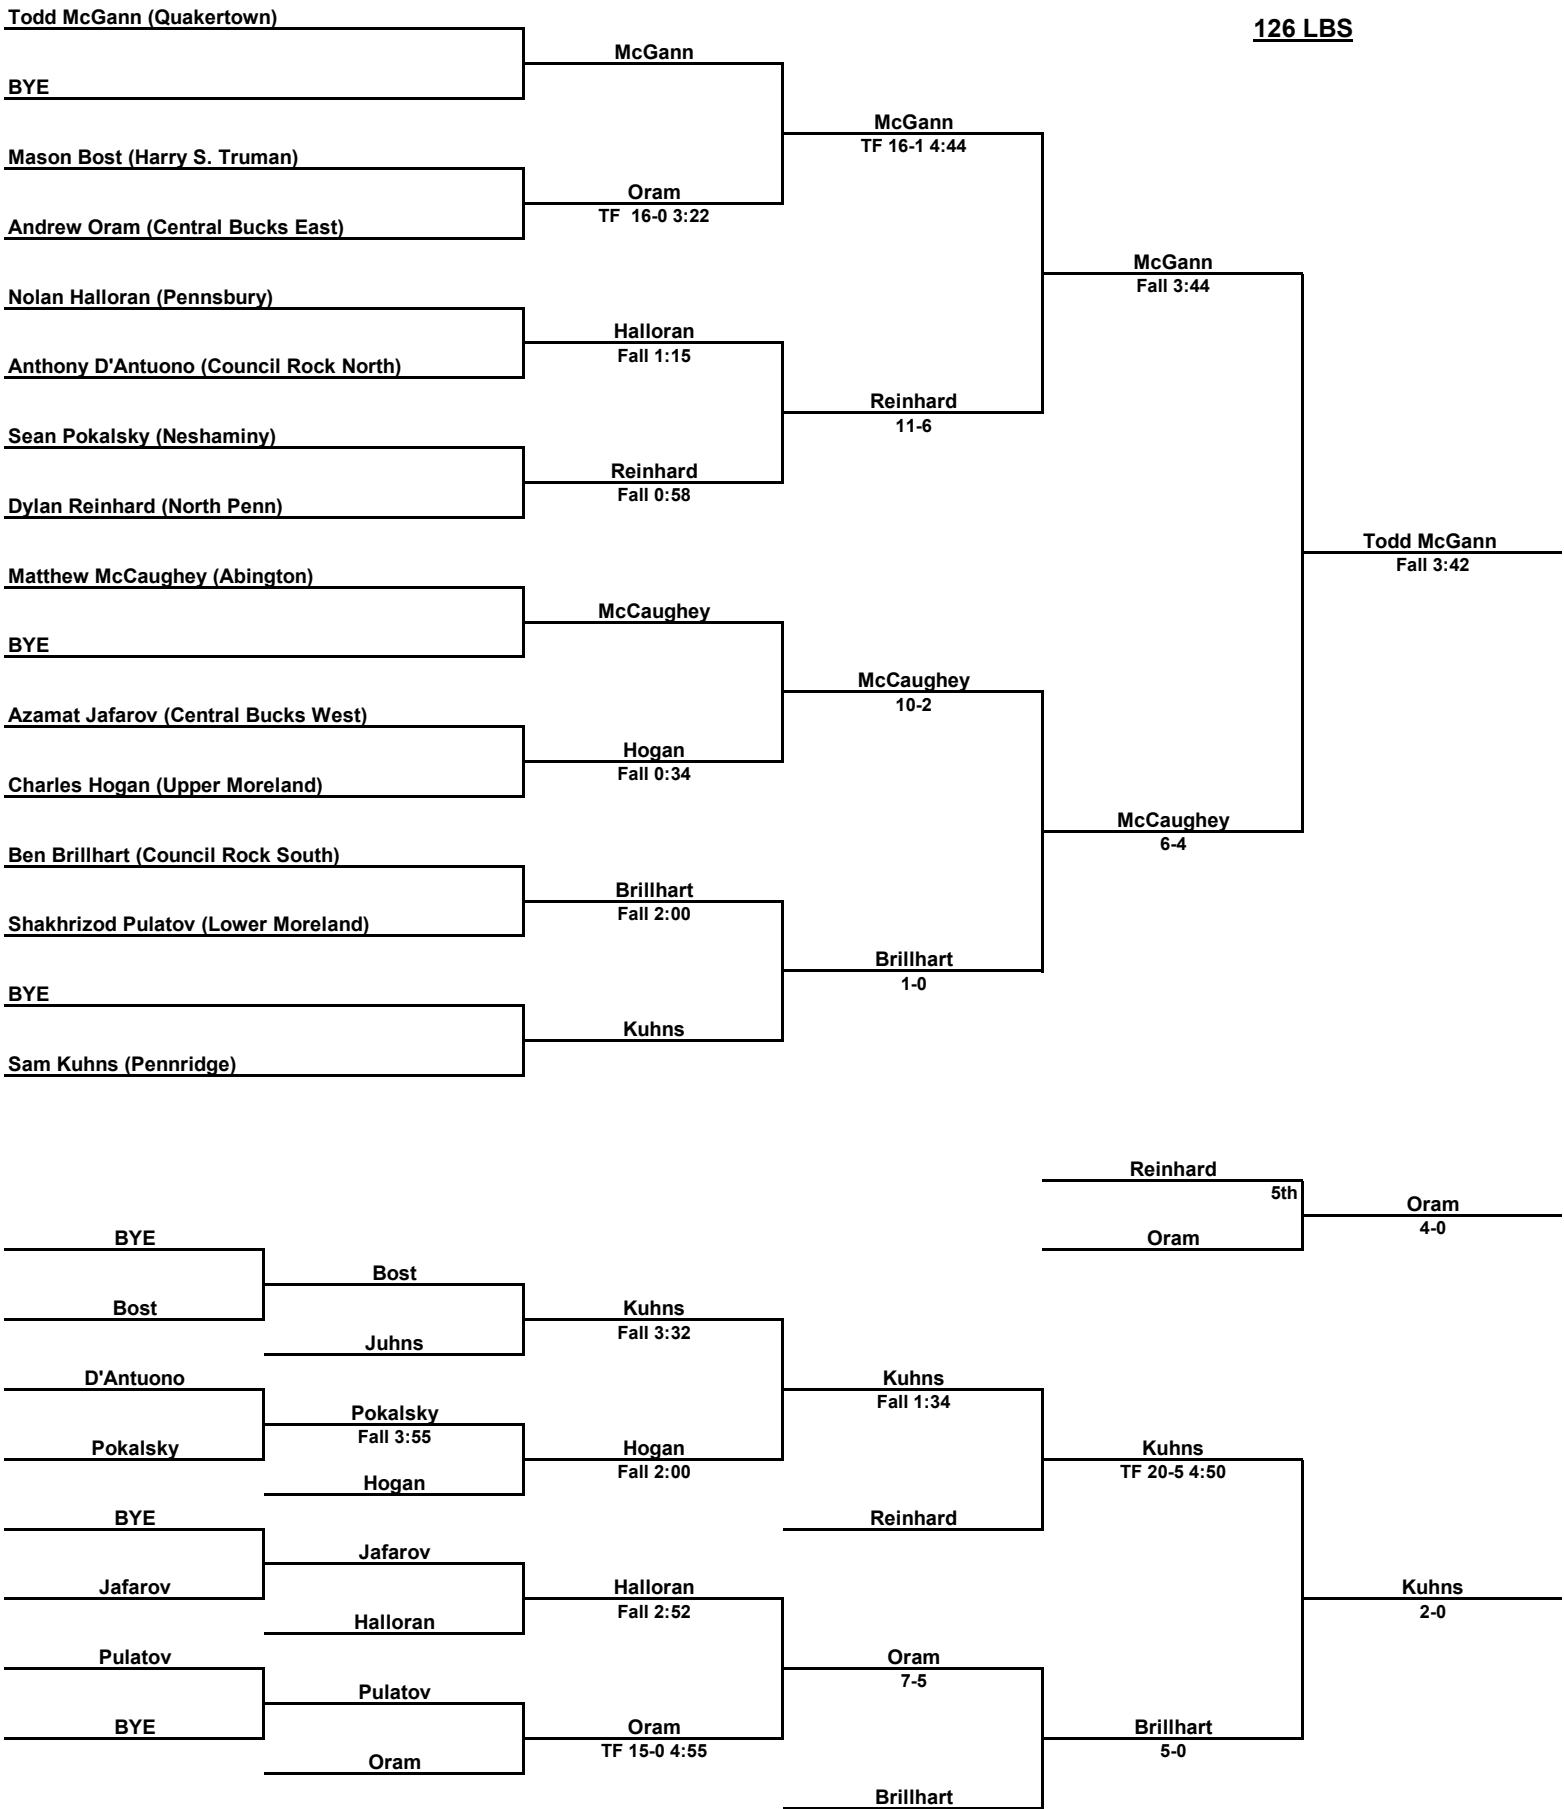 126 LBS
Todd McGann (Quakertown)
BYE
Mason Bost (Harry S. Truman)
Andrew Oram (Central Bucks East)
Nolan Halloran (Pennsbury)
Anthony D'Antuono (Council Rock North)
Sean Pokalsky (Neshaminy)
Dylan Reinhard (North Penn)
Matthew McCaughey (Abington)
BYE
Azamat Jafarov (Central Bucks West)
Charles Hogan (Upper Moreland)
Ben Brillhart (Council Rock South)
Shakhrizod Pulatov (Lower Moreland)
BYE
Sam Kuhns (Pennridge)
McGann
Oram
TF  16-0 3:22
Halloran
Fall 1:15
Reinhard
Fall 0:58
McCaughey
Hogan
Fall 0:34
Brillhart
Fall 2:00
Kuhns
McGann
TF 16-1 4:44
Reinhard
11-6
McCaughey
10-2
Brillhart
1-0
McGann
Fall 3:44
McCaughey
6-4
Todd McGann
Fall 3:42
Reinhard
5th
Oram
Oram
4-0
BYE
Bost
D'Antuono
Pokalsky
BYE
Jafarov
Pulatov
BYE
Bost
Juhns
Pokalsky
Fall 3:55
Hogan
Jafarov
Halloran
Pulatov
Oram
Kuhns
Fall 3:32
Hogan
Fall 2:00
Halloran
Fall 2:52
Oram
TF 15-0 4:55
Kuhns
Fall 1:34
Reinhard
Oram
7-5
Brillhart
Kuhns
TF 20-5 4:50
Brillhart
5-0
Kuhns
2-0